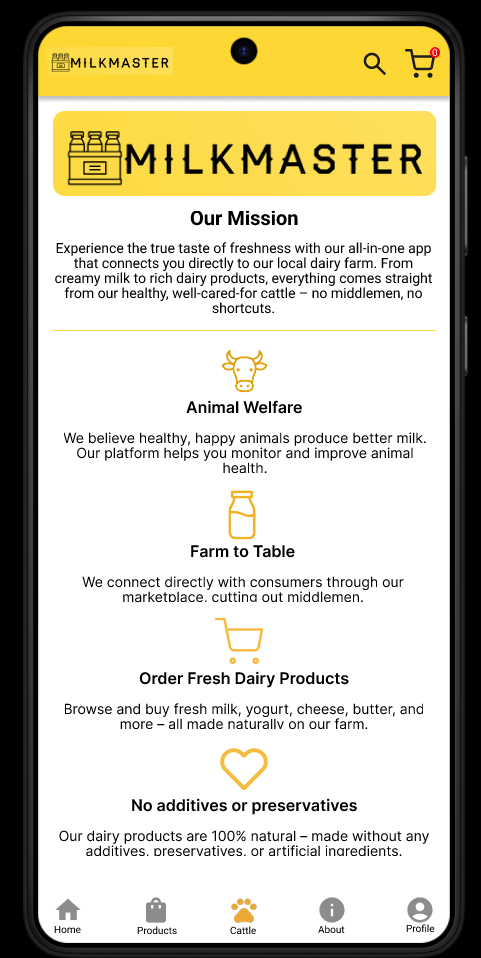 MILKMASTER
0
MILKMASTER
Our Mission
Experience the true taste of freshness with our all-in-one app
that connects you directly to our local dairy farm. From
creamy milk to rich dairy products, everything comes straight
from our healthy, well-cared-for cattle – no middlemen, no
shortcuts.
Animal Welfare
We believe healthy, happy animals produce better milk.
Our platform helps you monitor and improve animal
health.
Farm to Table
We connect directly with consumers through our
marketplace, cutting out middlemen.
Order Fresh Dairy Products
Browse and buy fresh milk, yogurt, cheese, butter, and
more – all made naturally on our farm.
No additives or preservatives
Our dairy products are 100% natural – made without any
additives, preservatives, or artificial ingredients.
Home
Products
Cattle
About
Profile